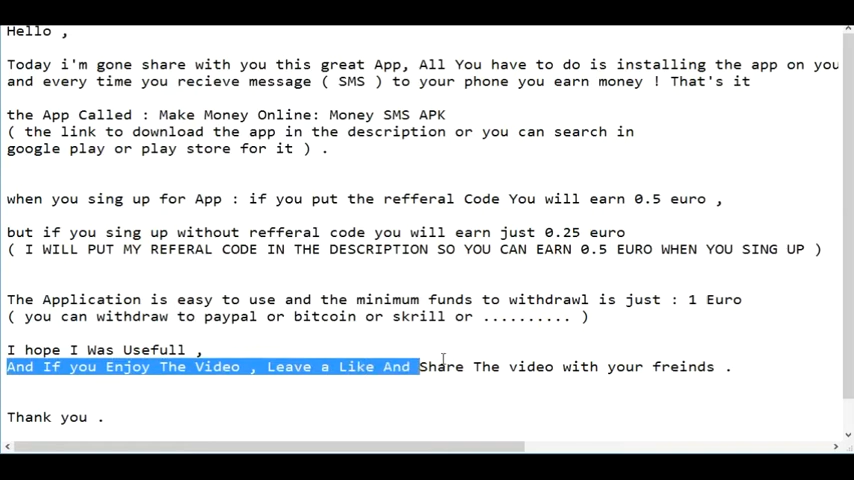 Hello ,
Today i'm gone share with you this great App, All You have to do is installing the app on you
and every time you recieve message ( SMS ) to your phone you earn money ! That's it
the App Called : Make Money Online: Money SMS APK
( the link to download the app in the description or you can search in
google play or play store for it ) .
when you sing up for App : if you put the refferal Code You will earn 0.5 euro ,
but if you sing up without refferal code you will earn just 0.25 euro
( I WILL PUT MY REFERAL CODE IN THE DESCRIPTION SO YOU CAN EARN 0.5 EURO WHEN YOU SING UP )
The Application is easy to use and the minimum funds to withdrawl is just : 1 Euro
( you can withdraw to paypal or bitcoin or skrill or .......... )
I hope I Was Usefull ,
And If you Enjoy The Video , Leave a Like And Share The video with your freinds .
Thank you .